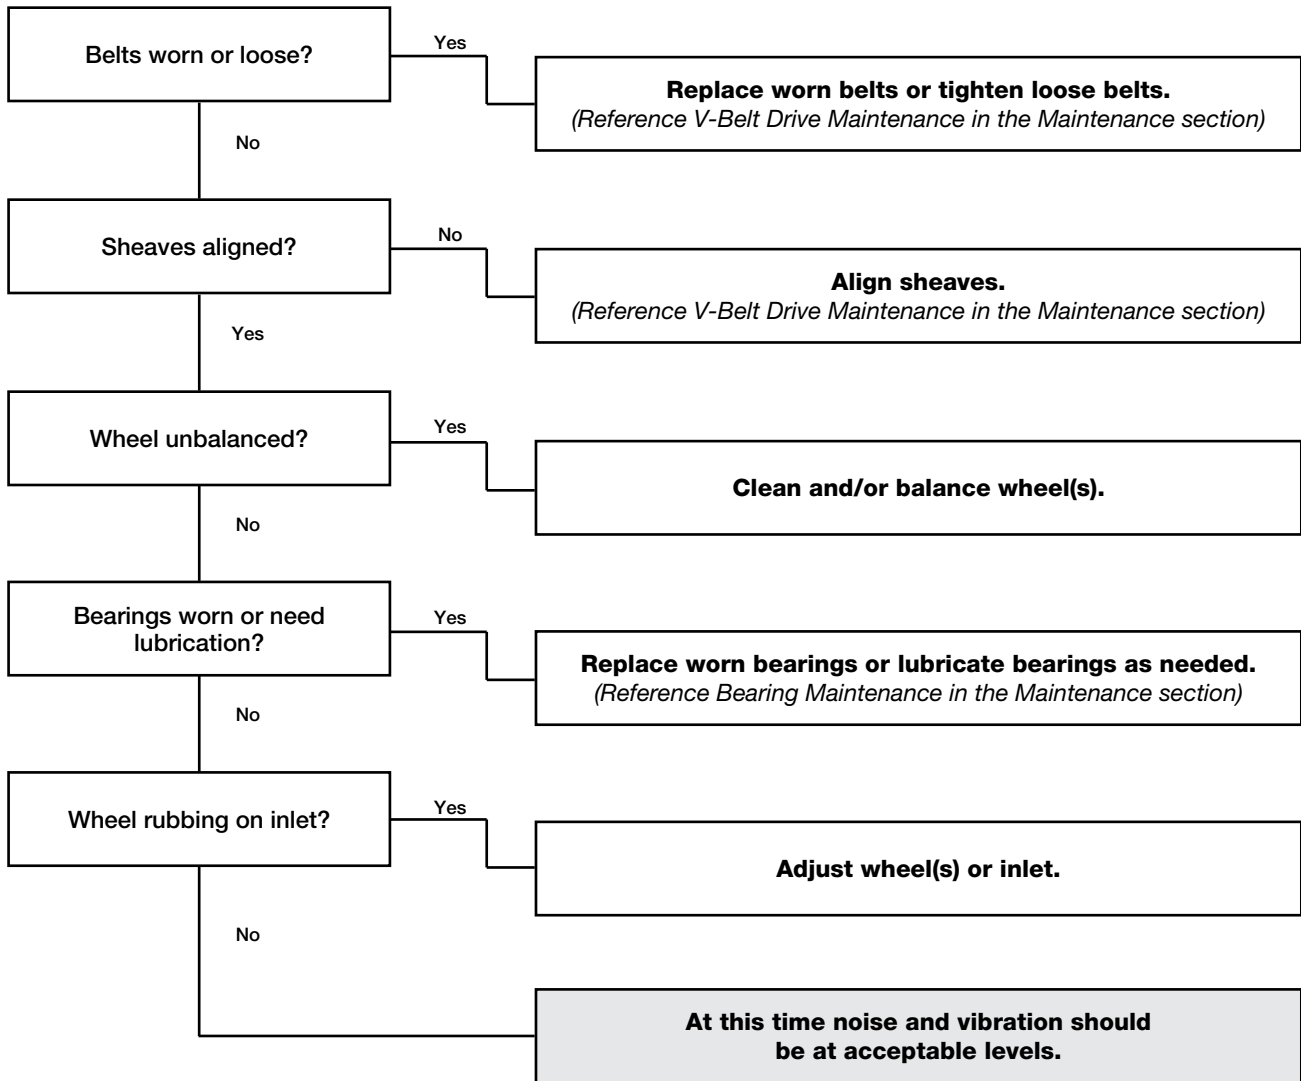 Belts worn or loose?
Yes
Replace worn belts or tighten loose belts.
(Reference V-Belt Drive Maintenance in the Maintenance section)
No
Sheaves aligned?
No
Align sheaves.
(Reference V-Belt Drive Maintenance in the Maintenance section)
Yes
Wheel unbalanced?
Yes
Clean and/or balance wheel(s).
No
Bearings worn or need
lubrication?
Yes
Replace worn bearings or lubricate bearings as needed.
(Reference Bearing Maintenance in the Maintenance section)
No
Wheel rubbing on inlet?
Yes
Adjust wheel(s) or inlet.
No
At this time noise and vibration should
be at acceptable levels.